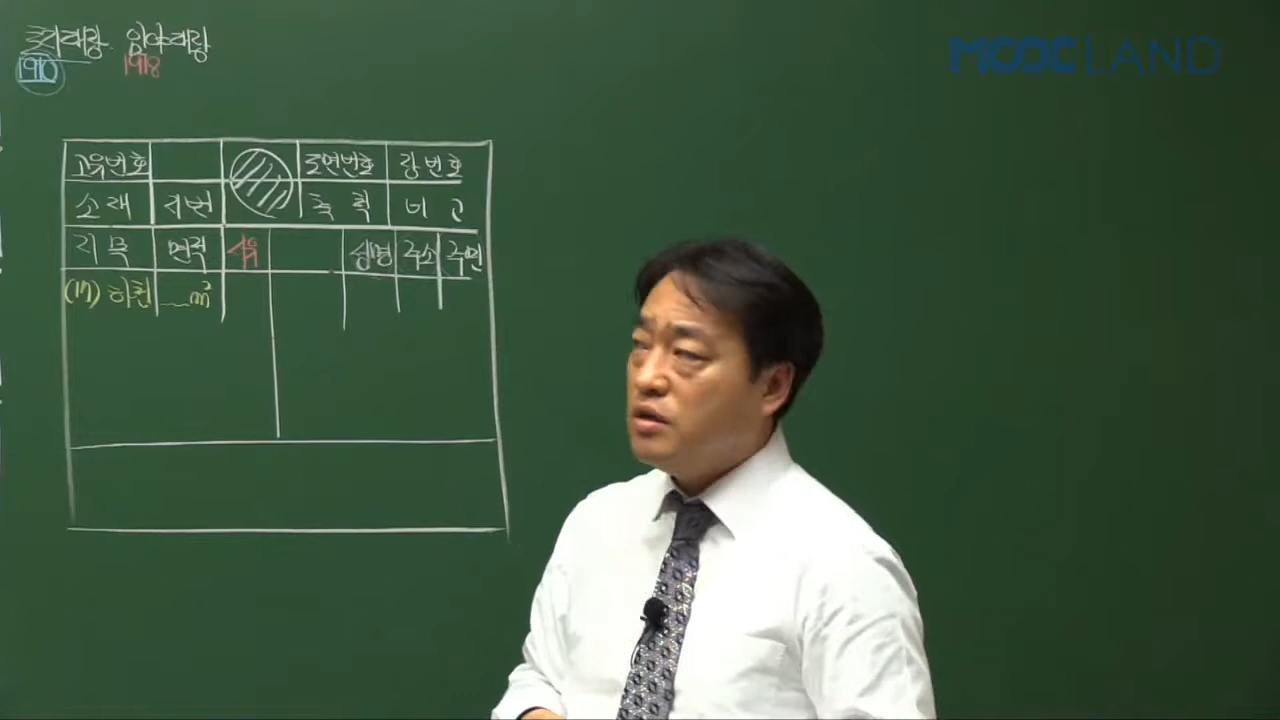 토지대장 임야대장
1910 1918
MOOCLAND
고유번호 도면번호 장번호
소재 지번 축척 비고
지목 면적 사유 성명 주소 주민
(17) 하천 __m²